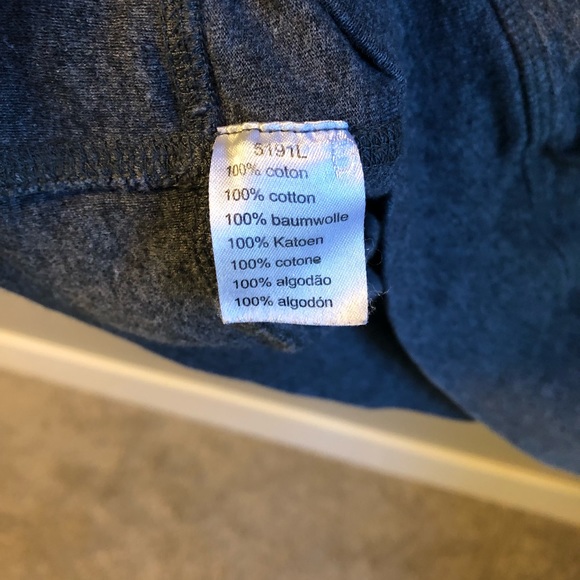 5191L
100% coton
100% cotton
100% baumwolle
100% Katoen
100% cotone
100% algodão
100% algodón